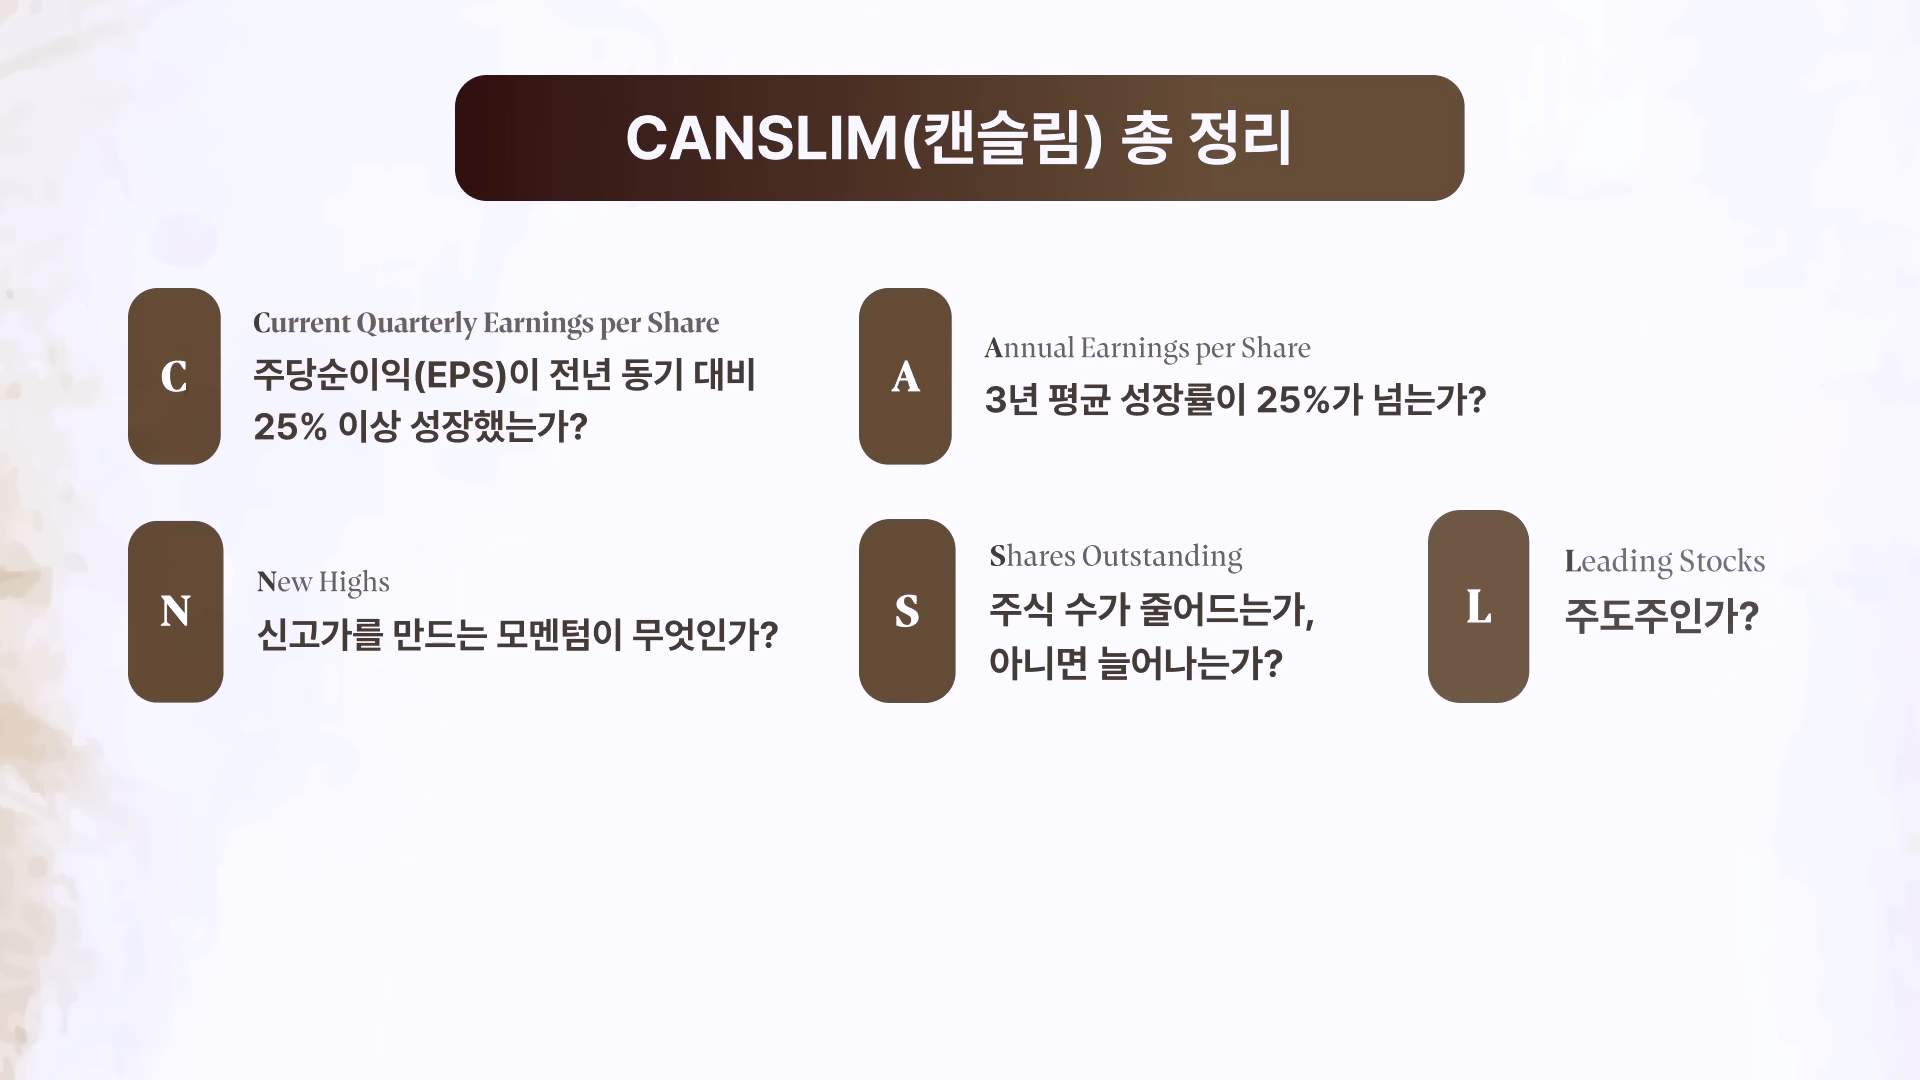 CANSLIM(캔슬림) 총 정리
C
Current Quarterly Earnings per Share
주당순이익(EPS)이 전년 동기 대비
25% 이상 성장했는가?
A
Annual Earnings per Share
3년 평균 성장률이 25%가 넘는가?
N
New Highs
신고가를 만드는 모멘텀이 무엇인가?
S
Shares Outstanding
주식 수가 줄어드는가,
아니면 늘어나는가?
L
Leading Stocks
주도주인가?